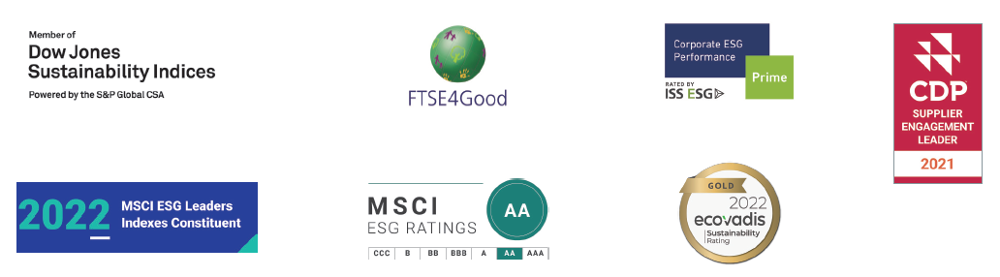 Member of
Dow Jones
Sustainability Indices
Powered by the S&P Global CSA
FTSE4Good
Corporate ESG
Performance
Prime
RATED BY
ISS ESG
CDP
SUPPLIER
ENGAGEMENT
LEADER
2021
2022
MSCI ESG Leaders
Indexes Constituent
MSCI
ESG RATINGS
AA
CCC B BB BBB A AA AAA
GOLD
2022
ecovadis
Sustainability
Rating